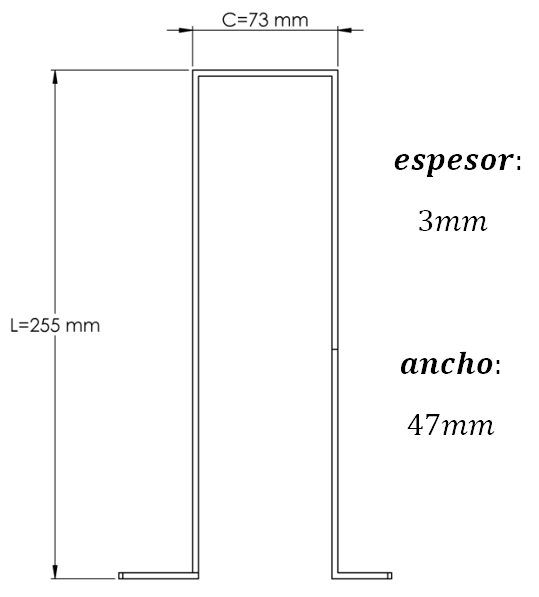 C=73 mm
espesor:
3mm
L=255 mm
ancho:
47mm